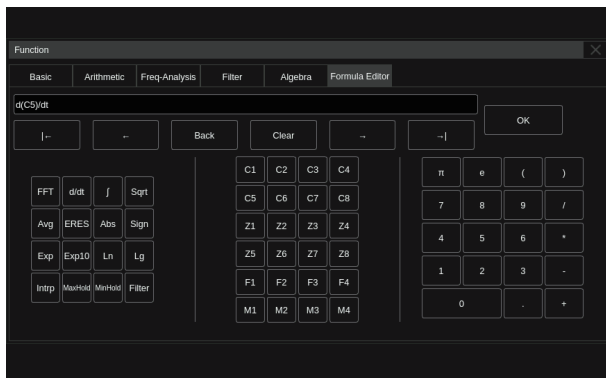 Function
Basic Arithmetic Freq-Analysis Filter Algebra Formula Editor
d(C5)/dt
OK
|← ← Back Clear → →|
FFT d/dt ∫ Sqrt
Avg ERES Abs Sign
Exp Exp10 Ln Lg
Intrp MaxHold MinHold Filter
C1 C2 C3 C4
C5 C6 C7 C8
Z1 Z2 Z3 Z4
Z5 Z6 Z7 Z8
F1 F2 F3 F4
M1 M2 M3 M4
π e ( )
7 8 9 /
4 5 6 *
1 2 3 -
0 . +